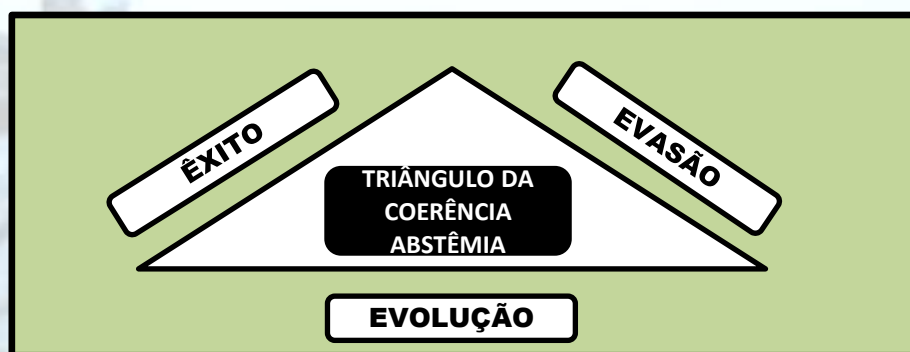 ÊXITO
EVASÃO
TRIÂNGULO DA
COERÊNCIA
ABSTÊMIA
EVOLUÇÃO